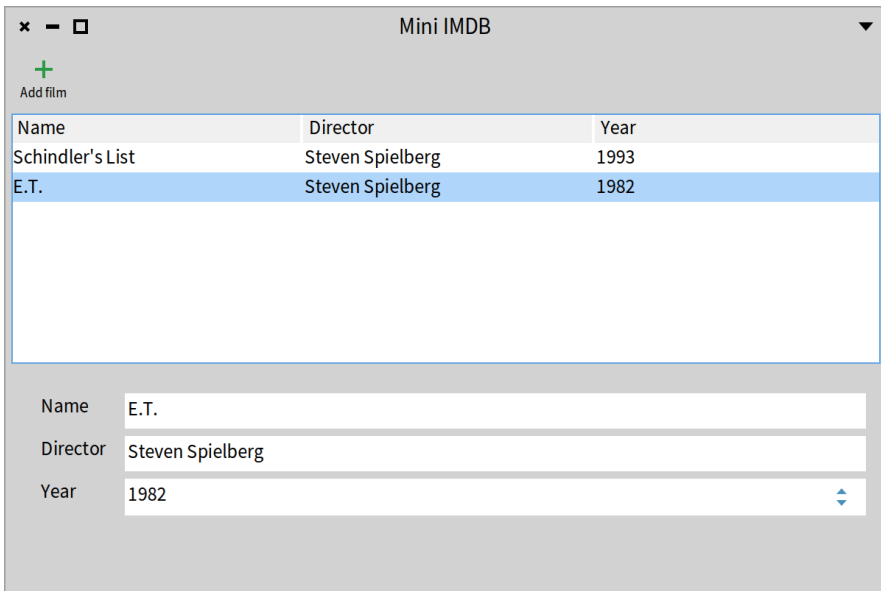 Mini IMDB
Add film
Name Director Year
Schindler's List Steven Spielberg 1993
E.T. Steven Spielberg 1982
Name E.T.
Director Steven Spielberg
Year 1982